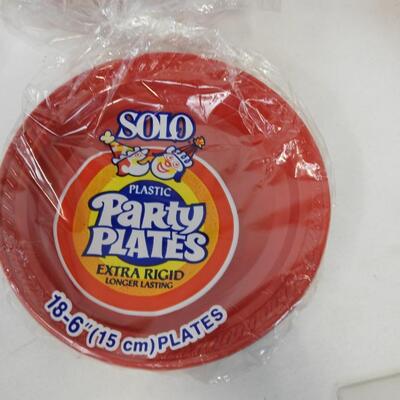 SOLO
PLASTIC
Party
PLATES
EXTRA RIGID
LONGER LASTING
18-6" (15 cm) PLATES